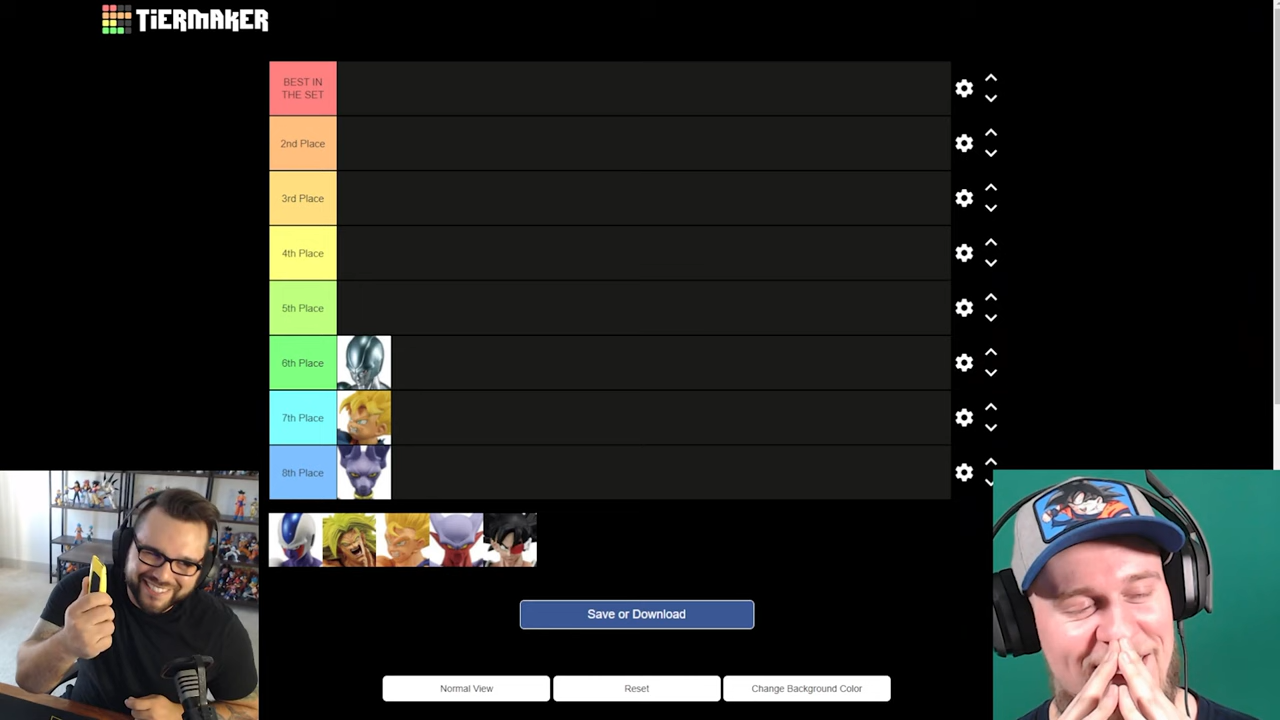 TiERMAKER
BEST IN
THE SET
2nd Place
3rd Place
4th Place
5th Place
6th Place
7th Place
8th Place
Save or Download
Normal View
Reset
Change Background Color